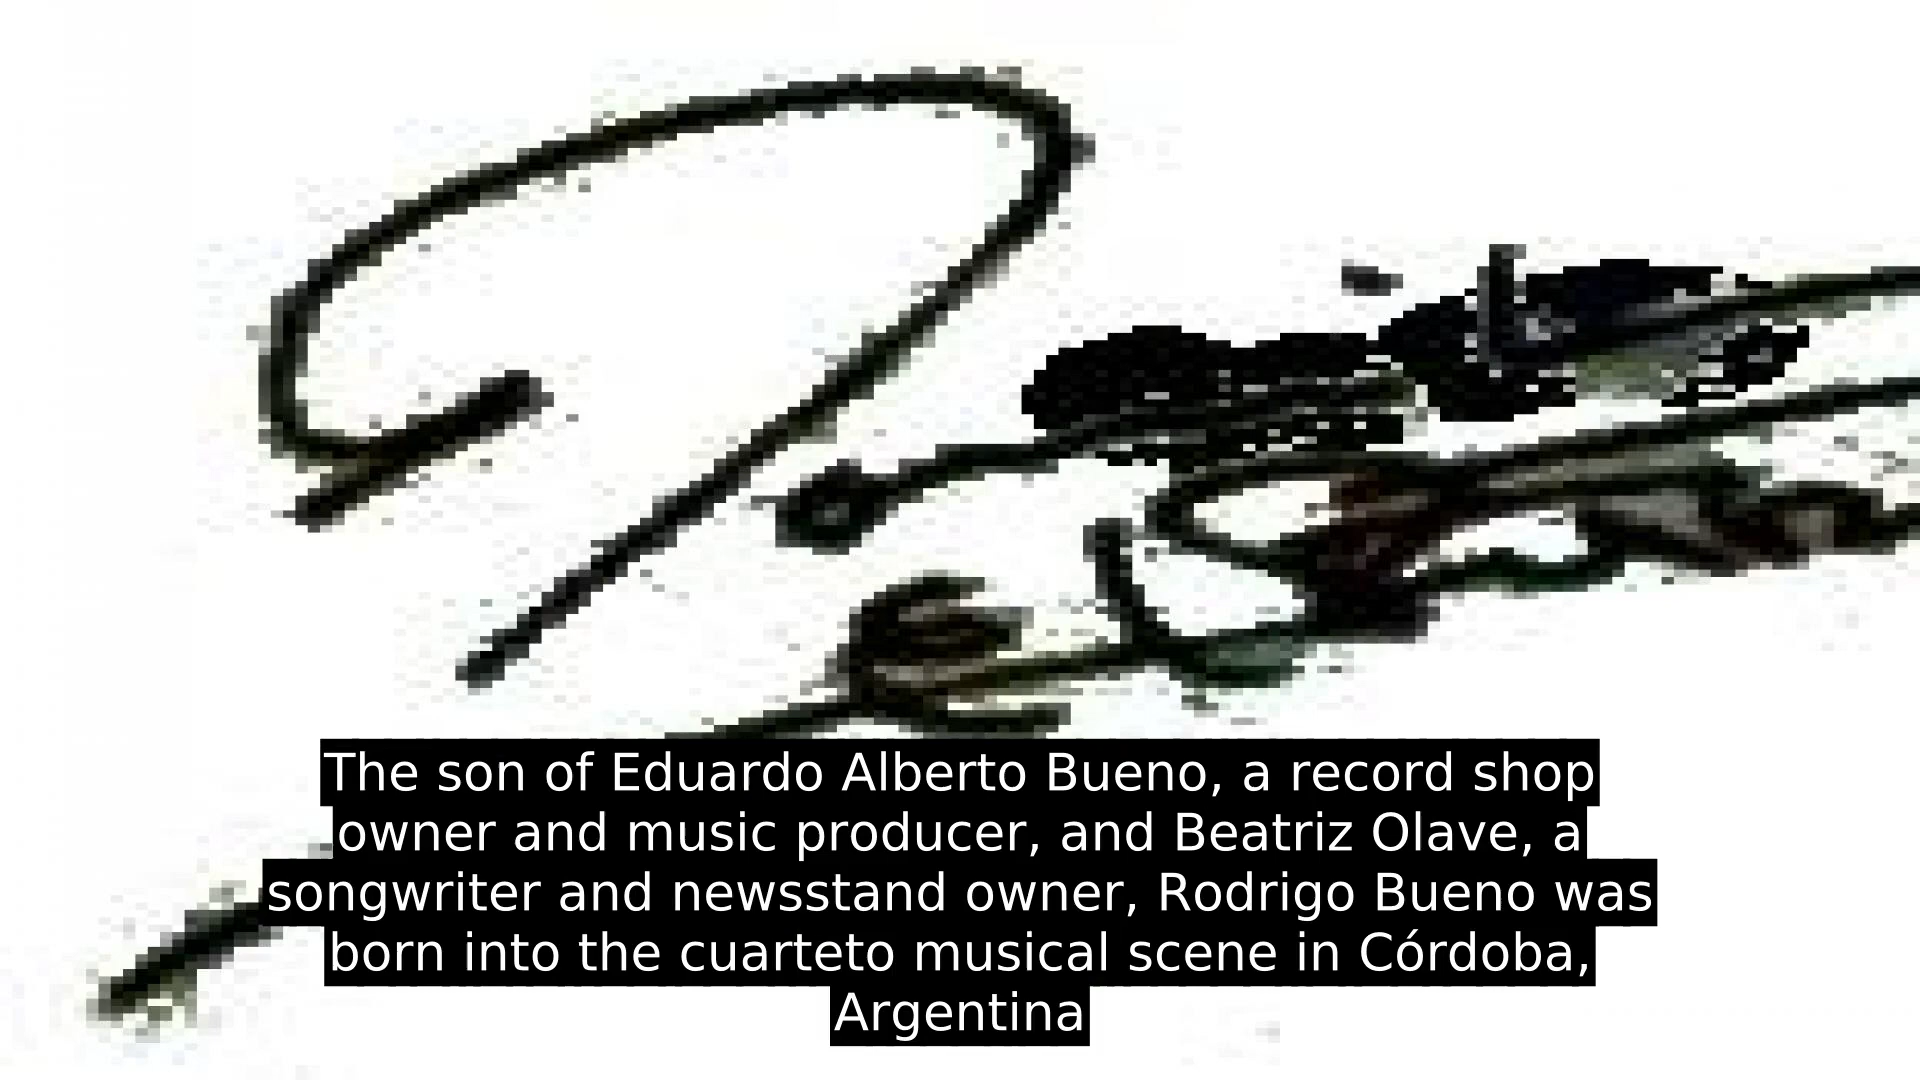 The son of Eduardo Alberto Bueno, a record shop
owner and music producer, and Beatriz Olave, a
songwriter and newsstand owner, Rodrigo Bueno was
born into the cuarteto musical scene in Córdoba,
Argentina